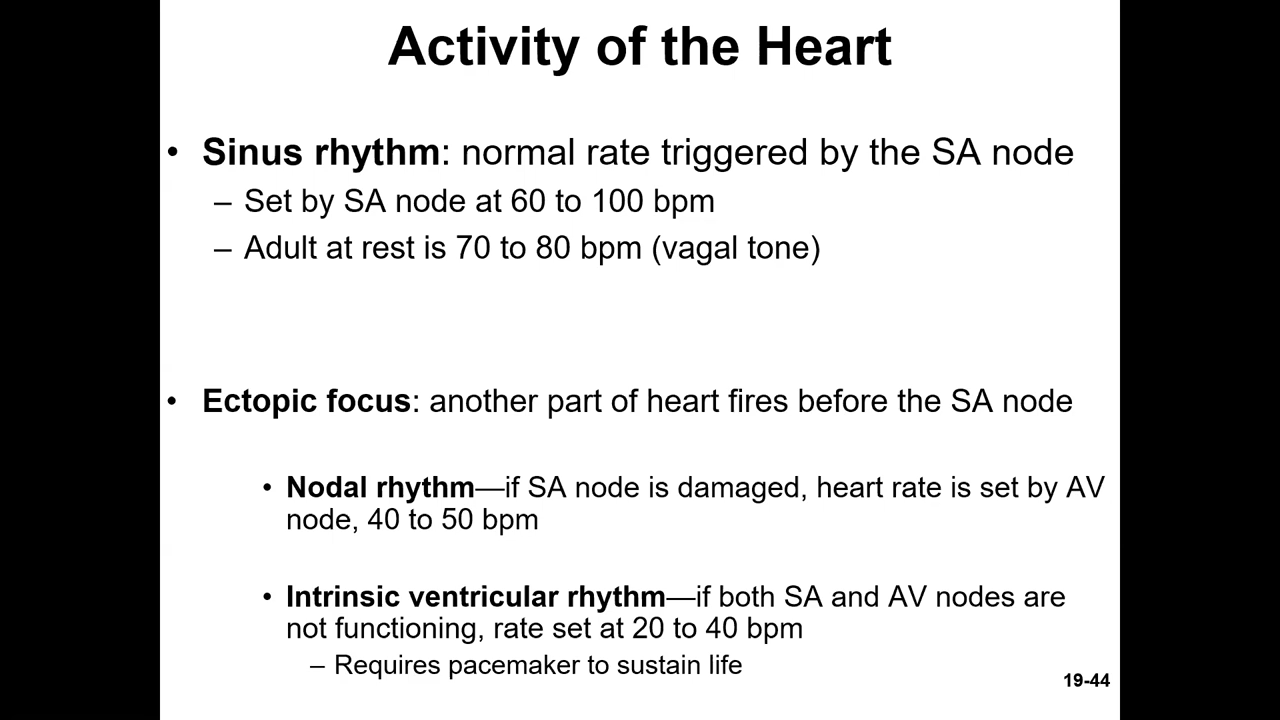 Activity of the Heart
• Sinus rhythm: normal rate triggered by the SA node
– Set by SA node at 60 to 100 bpm
– Adult at rest is 70 to 80 bpm (vagal tone)
• Ectopic focus: another part of heart fires before the SA node
• Nodal rhythm—if SA node is damaged, heart rate is set by AV
node, 40 to 50 bpm
• Intrinsic ventricular rhythm—if both SA and AV nodes are
not functioning, rate set at 20 to 40 bpm
– Requires pacemaker to sustain life
19-44